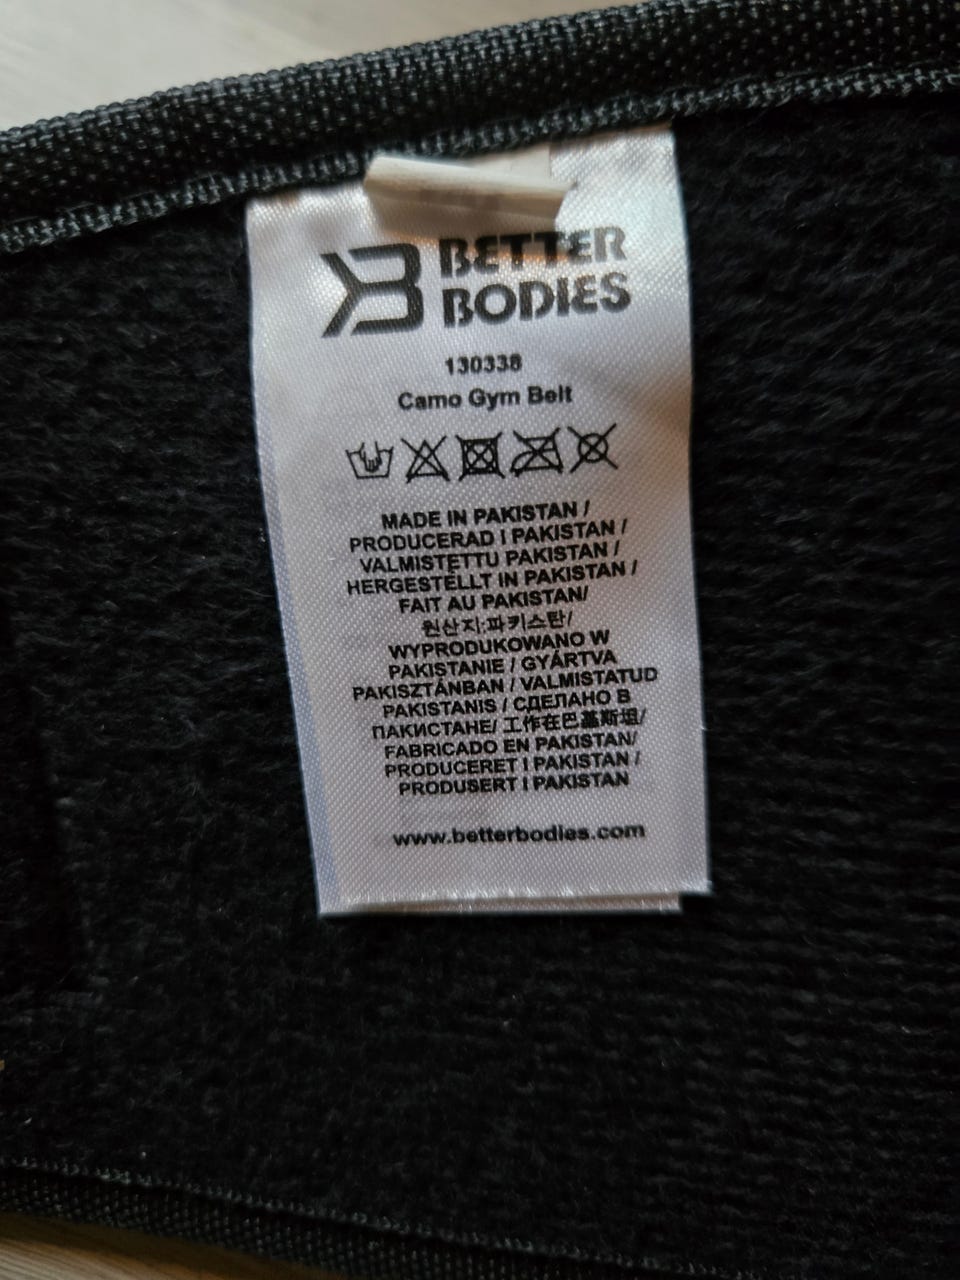 BETTER
BODIES
130338
Camo Gym Belt
MADE IN PAKISTAN /
PRODUCERAD I PAKISTAN /
VALMISTETTU PAKISTAN /
HERGESTELLT IN PAKISTAN /
FAIT AU PAKISTAN/
원산지:파키스탄/
WYPRODUKOWANO W
PAKISTANIE / GYÁRTVA
PAKISZTÁNBAN / VALMISTATUD
PAKISTANIS / СДЕЛАНО В
ПАКИСТАНЕ/ 工作在巴基斯坦/
FABRICADO EN PAKISTAN/
PRODUCERET I PAKISTAN /
PRODUSERT I PAKISTAN
www.betterbodies.com